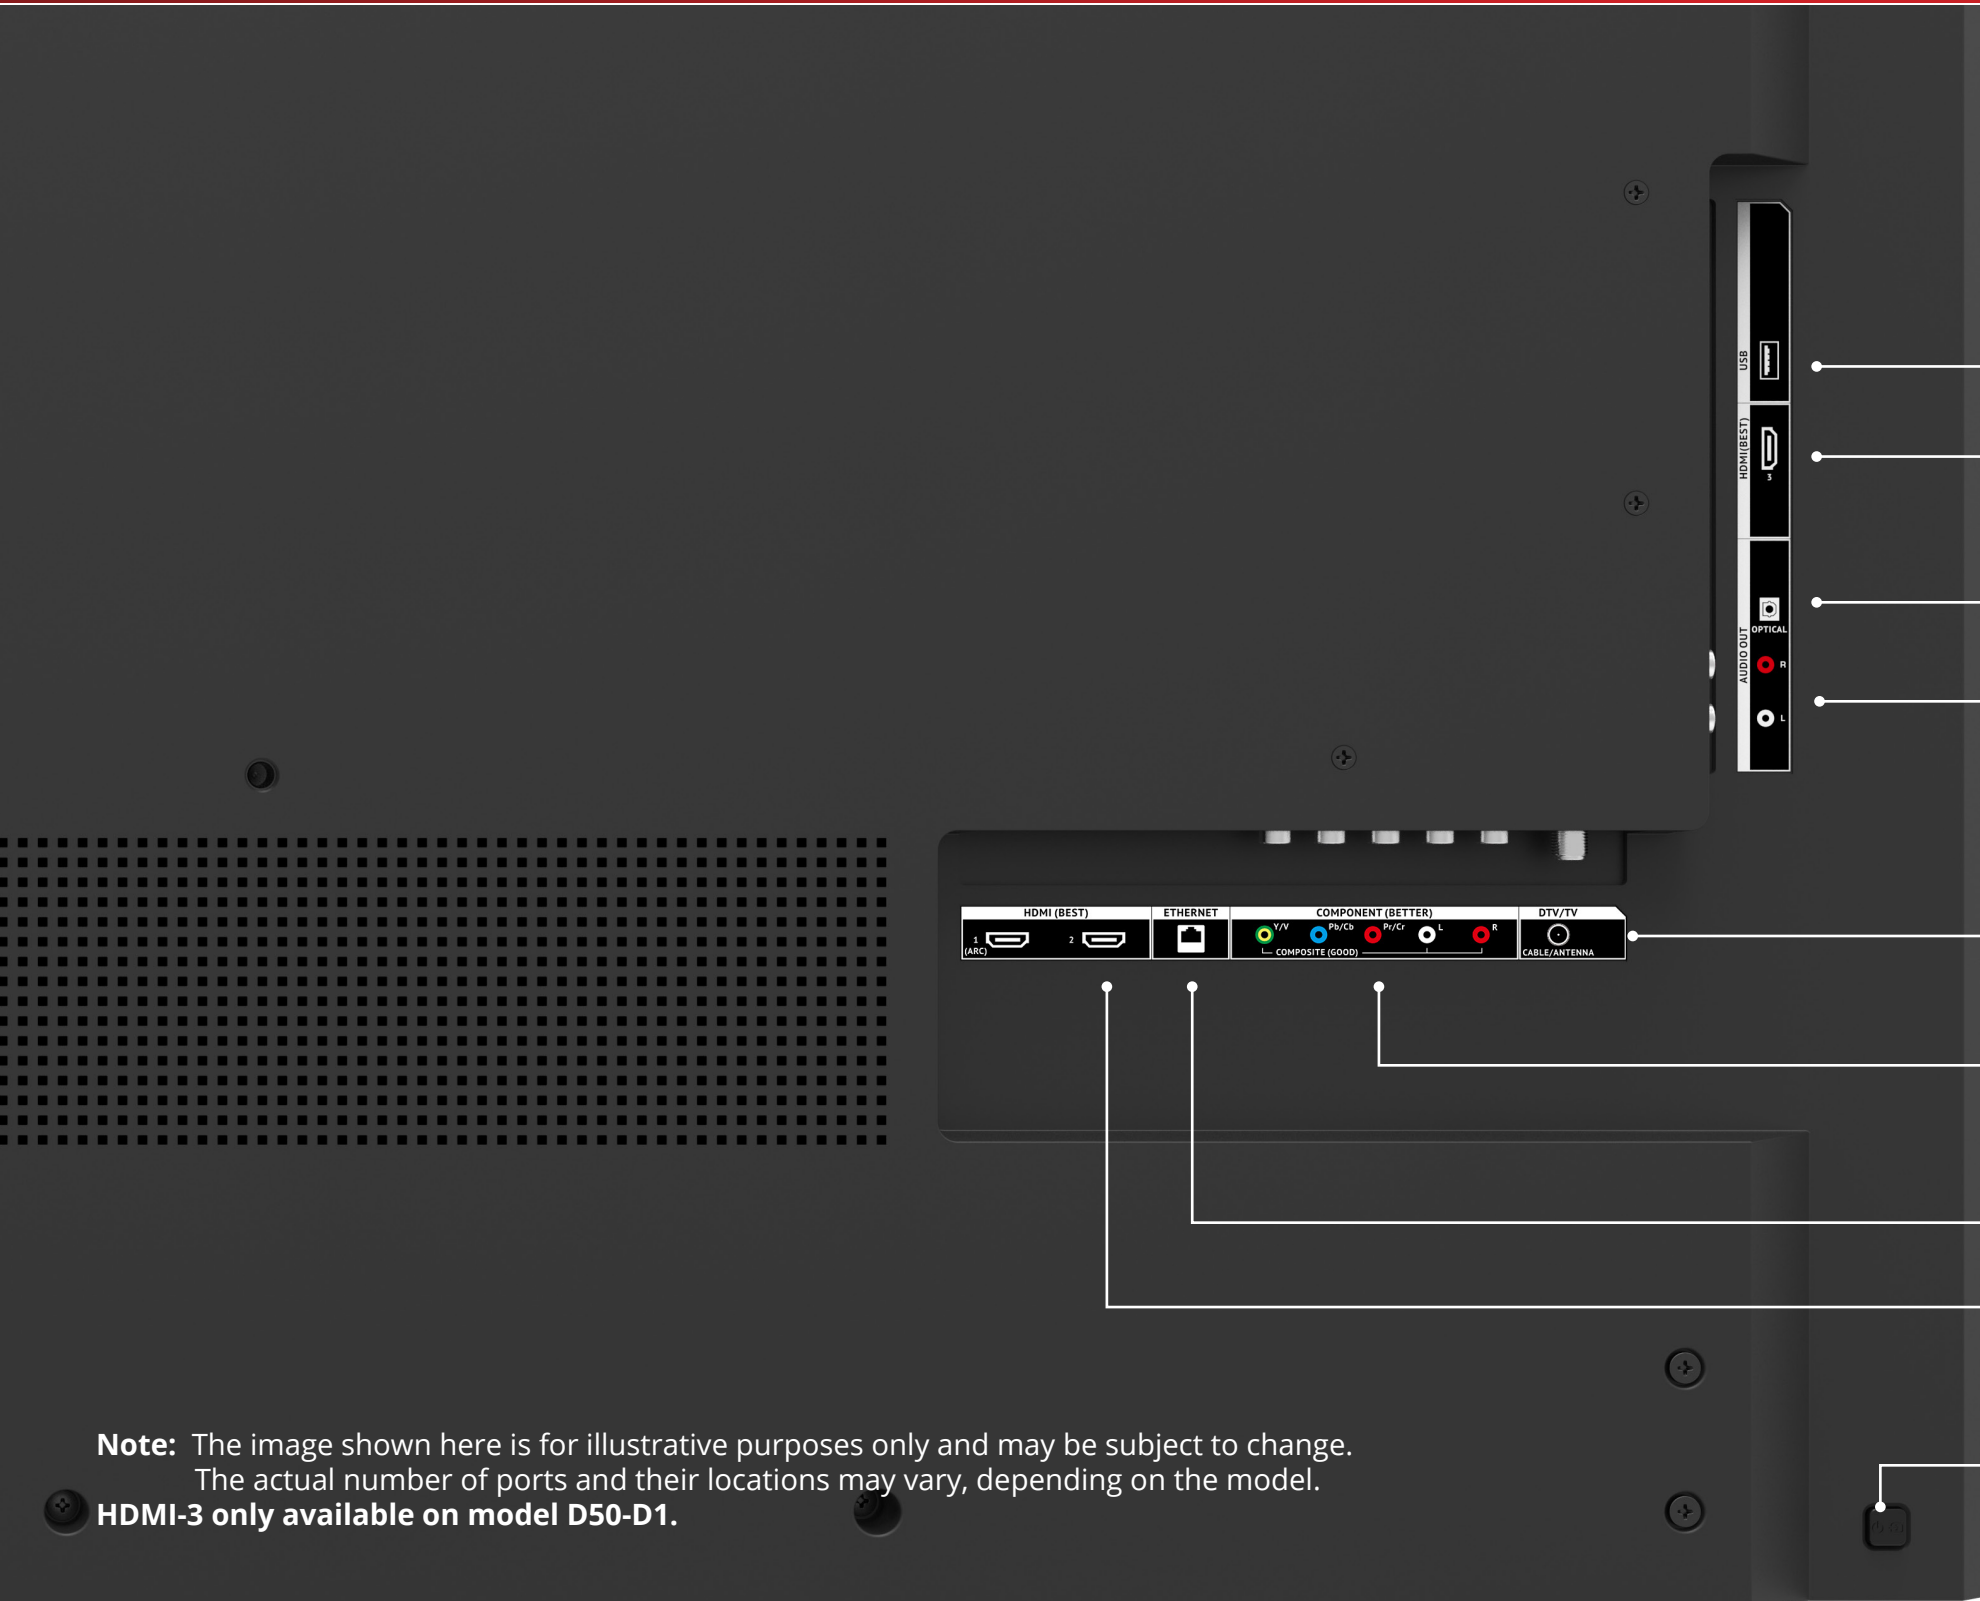 USB
HDMI(BEST)
3
AUDIO OUT
OPTICAL
R
L
HDMI (BEST)
1
(ARC)
2
ETHERNET
COMPONENT (BETTER)
Y/V
Pb/Cb
Pr/Cr
L
R
COMPOSITE (GOOD)
DTV/TV
CABLE/ANTENNA
Note: The image shown here is for illustrative purposes only and may be subject to change.
The actual number of ports and their locations may vary, depending on the model.
HDMI-3 only available on model D50-D1.